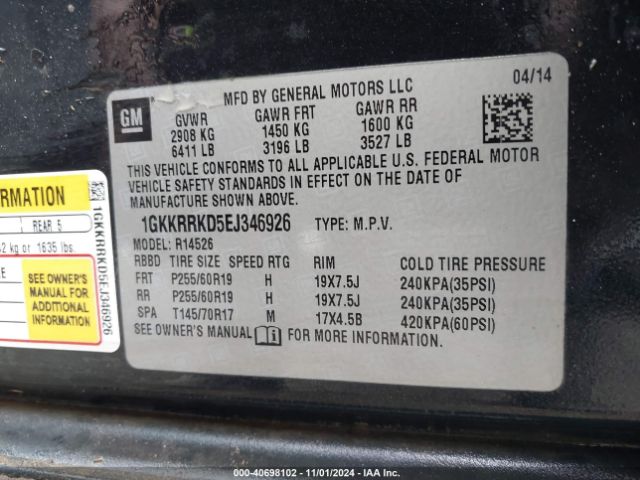 MFD BY GENERAL MOTORS LLC 04/14
GM
GVWR GAWR FRT GAWR RR
2908 KG 1450 KG 1600 KG
6411 LB 3196 LB 3527 LB
THIS VEHICLE CONFORMS TO ALL APPLICABLE U.S. FEDERAL MOTOR
VEHICLE SAFETY STANDARDS IN EFFECT ON THE DATE OF
MANUFACTURE SHOWN ABOVE.
1GKKRRKD5EJ346926 TYPE: M.P.V.
MODEL: R14526
RBBD TIRE SIZE SPEED RTG RIM COLD TIRE PRESSURE
FRT P255/60R19 H 19X7.5J 240KPA(35PSI)
RR P255/60R19 H 19X7.5J 240KPA(35PSI)
SPA T145/70R17 M 17X4.5B 420KPA(60PSI)
SEE OWNER'S MANUAL FOR MORE INFORMATION.
REAR 5
kg or 1635 lbs.
SEE OWNER'S
MANUAL FOR
ADDITIONAL
INFORMATION
1GKKRRKD5EJ346926
000-40698102 - 11/01/2024 - IAA Inc.